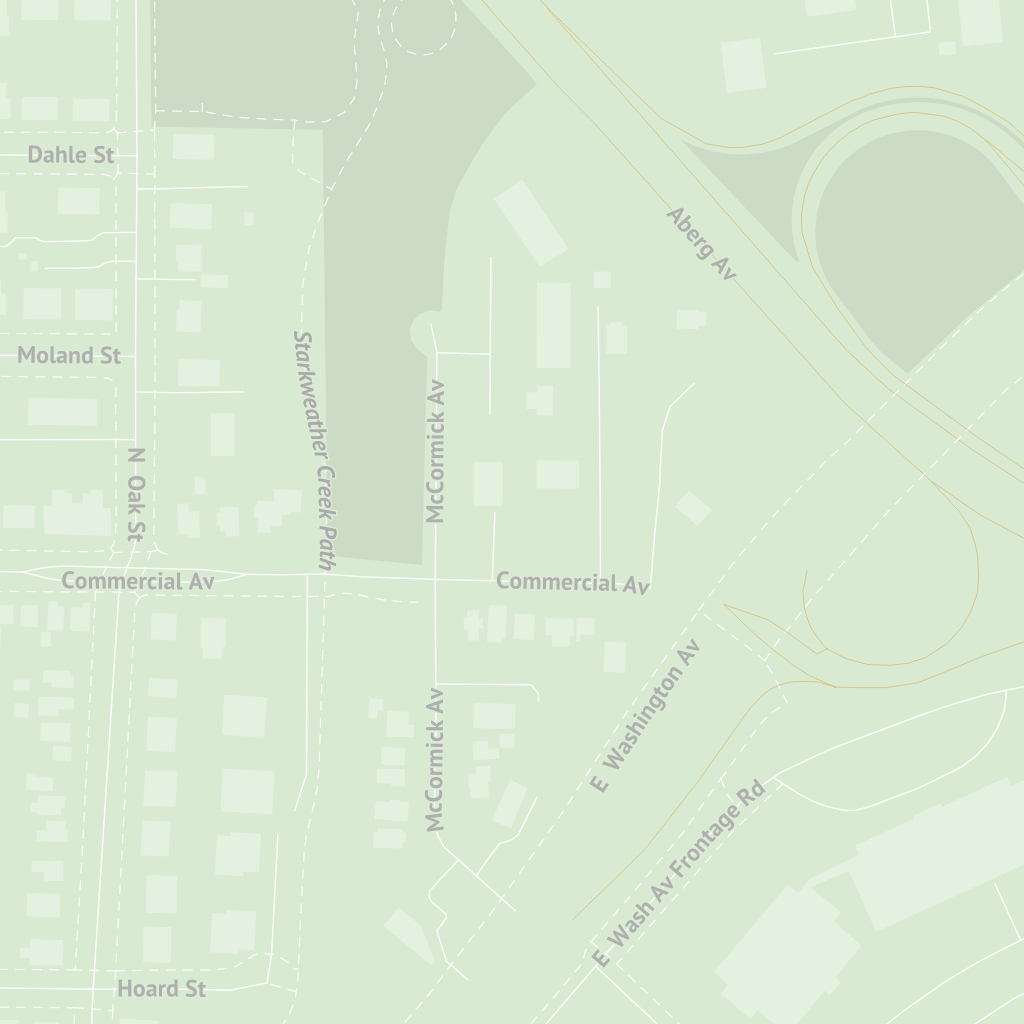 Dahle St
Aberg Av
Moland St
Starkweather Creek Path
McCormick Av
N Oak St
Commercial Av
Commercial Av
E Washington Av
McCormick Av
E Wash Av Frontage Rd
Hoard St